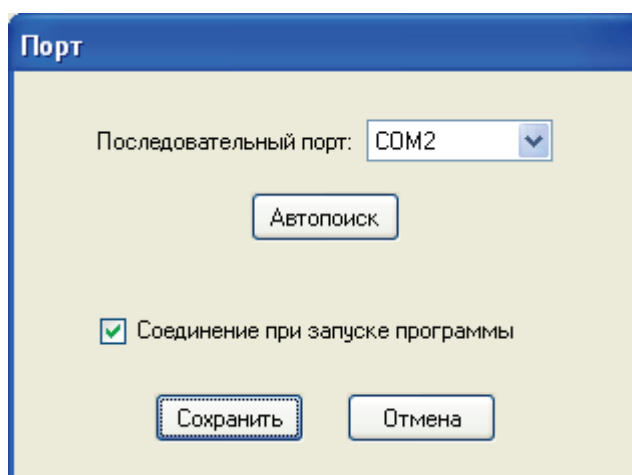 Порт
Последовательный порт: COM2
Автопоиск
Соединение при запуске программы
Сохранить Отмена